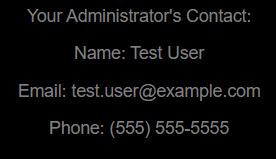 Your Administrator's Contact:
Name: Test User
Email: test.user@example.com
Phone: (555) 555-5555